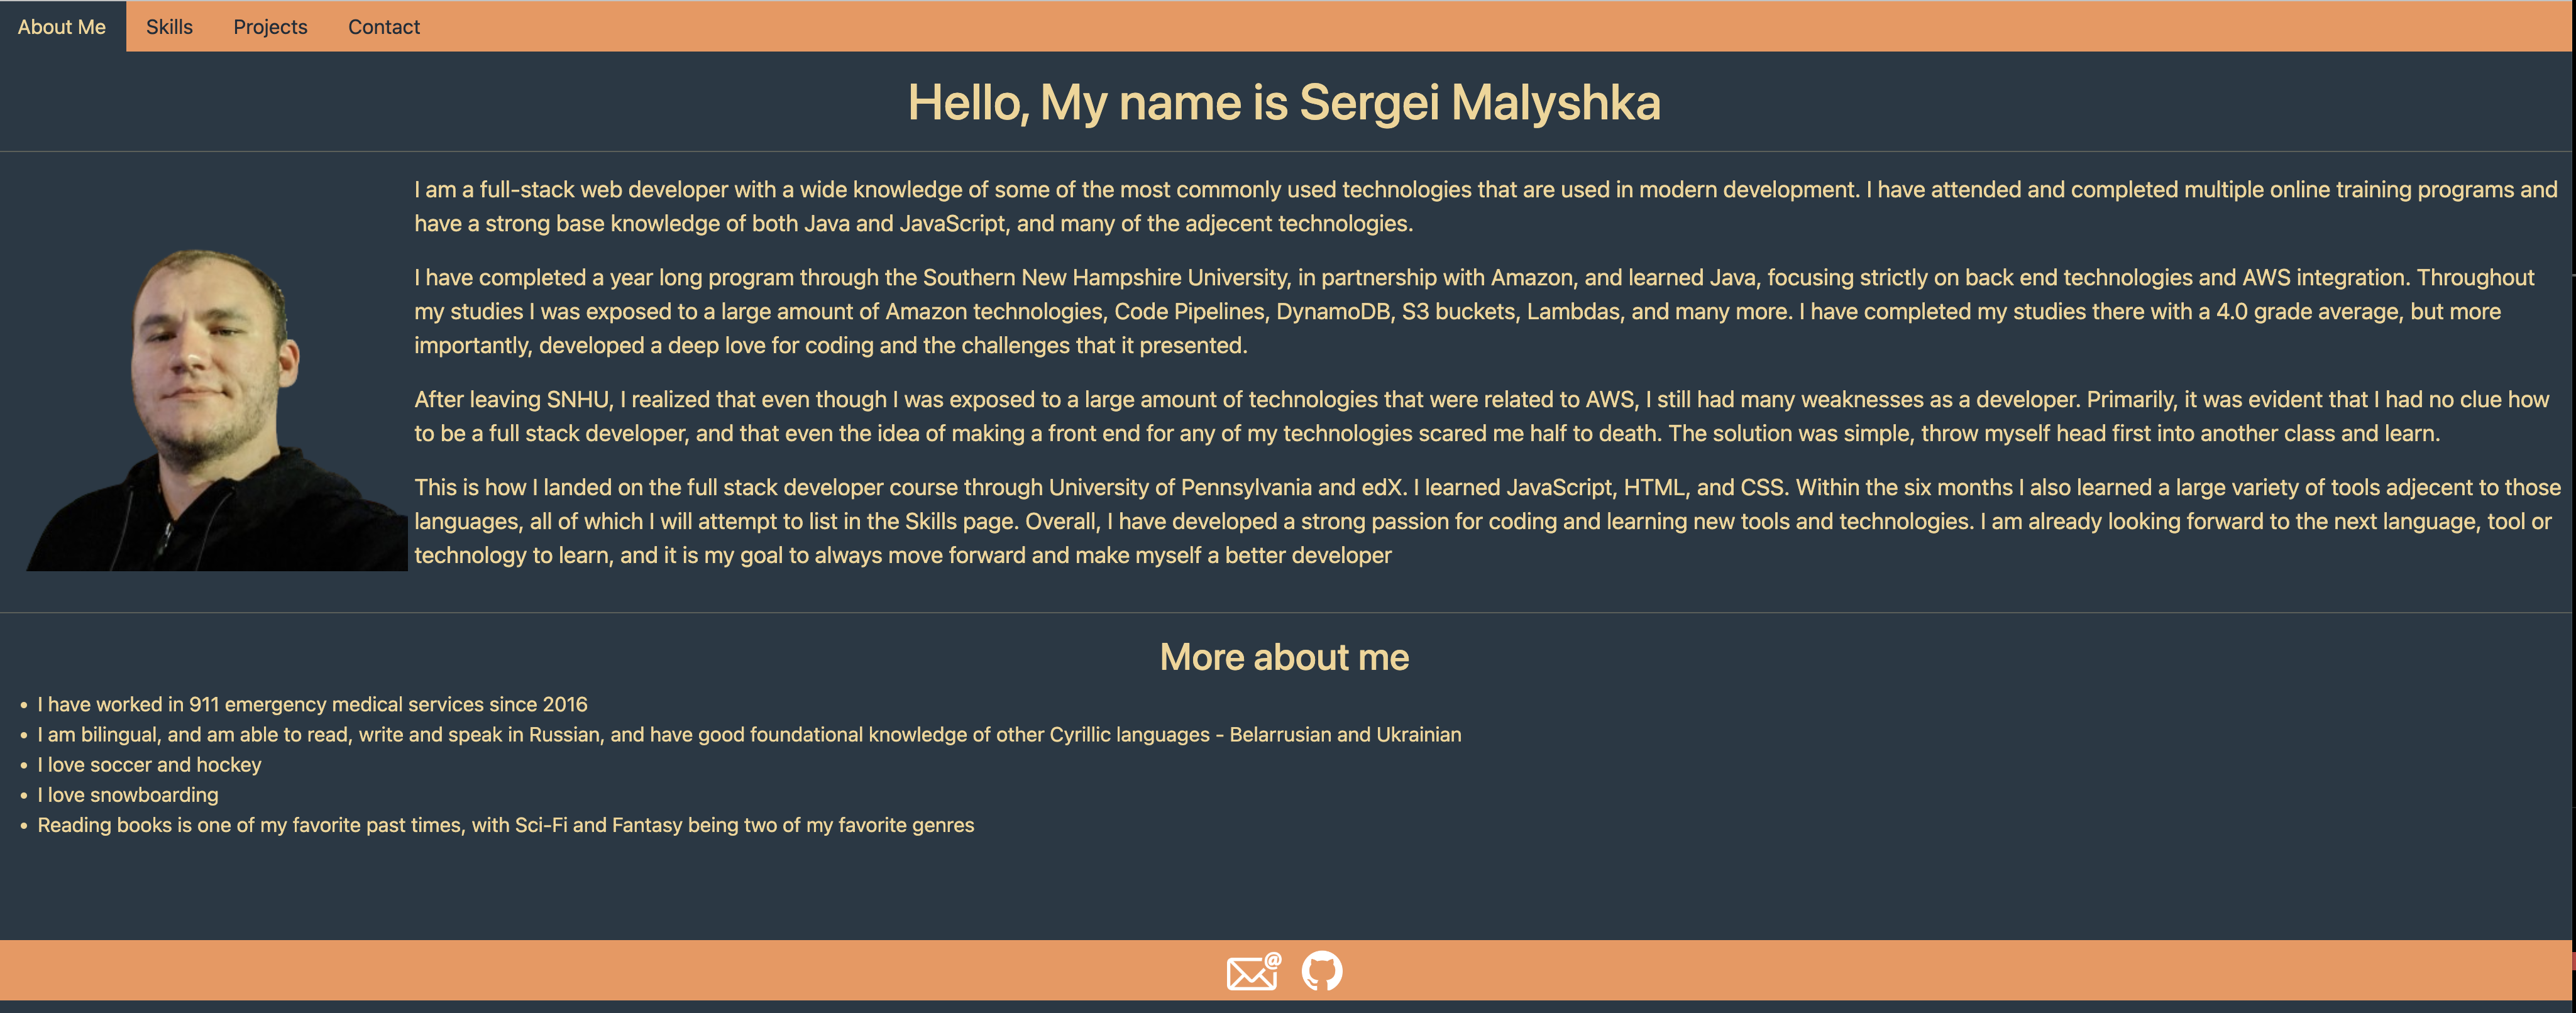 About Me Skills Projects Contact
Hello, My name is Sergei Malyshka
I am a full-stack web developer with a wide knowledge of some of the most commonly used technologies that are used in modern development. I have attended and completed multiple online training programs and
have a strong base knowledge of both Java and JavaScript, and many of the adjecent technologies.
I have completed a year long program through the Southern New Hampshire University, in partnership with Amazon, and learned Java, focusing strictly on back end technologies and AWS integration. Throughout
my studies I was exposed to a large amount of Amazon technologies, Code Pipelines, DynamoDB, S3 buckets, Lambdas, and many more. I have completed my studies there with a 4.0 grade average, but more
importantly, developed a deep love for coding and the challenges that it presented.
After leaving SNHU, I realized that even though I was exposed to a large amount of technologies that were related to AWS, I still had many weaknesses as a developer. Primarily, it was evident that I had no clue how
to be a full stack developer, and that even the idea of making a front end for any of my technologies scared me half to death. The solution was simple, throw myself head first into another class and learn.
This is how I landed on the full stack developer course through University of Pennsylvania and edX. I learned JavaScript, HTML, and CSS. Within the six months I also learned a large variety of tools adjecent to those
languages, all of which I will attempt to list in the Skills page. Overall, I have developed a strong passion for coding and learning new tools and technologies. I am already looking forward to the next language, tool or
technology to learn, and it is my goal to always move forward and make myself a better developer
More about me
• I have worked in 911 emergency medical services since 2016
• I am bilingual, and am able to read, write and speak in Russian, and have good foundational knowledge of other Cyrillic languages - Belarrusian and Ukrainian
• I love soccer and hockey
• I love snowboarding
• Reading books is one of my favorite past times, with Sci-Fi and Fantasy being two of my favorite genres
@